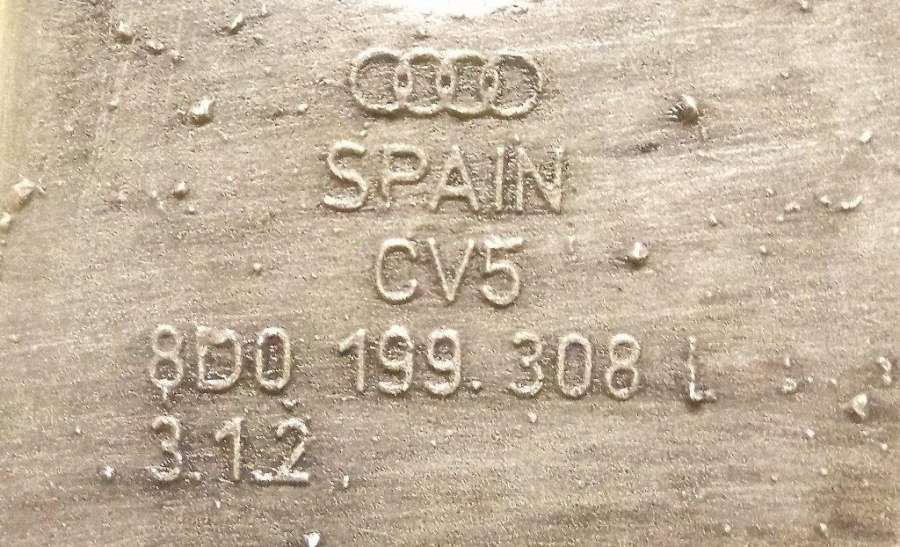 SPAIN
CV5
8D0 199.308 L
3.1.2